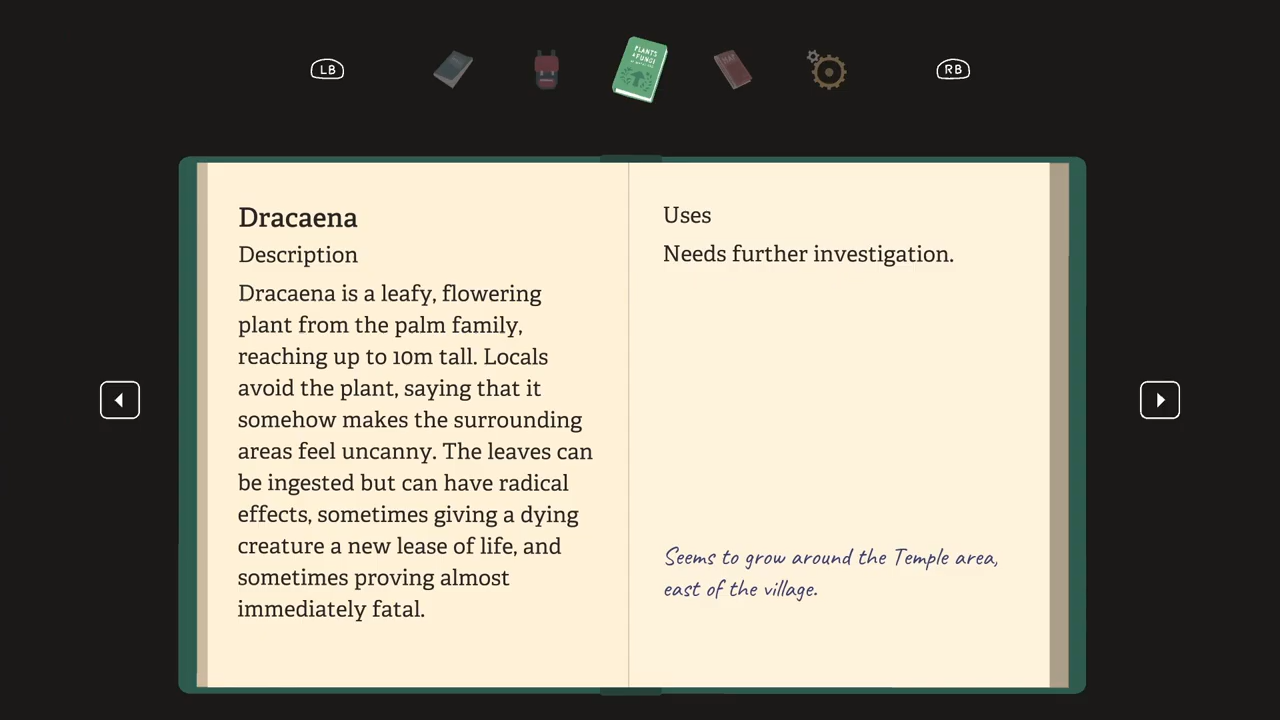 LB
PLANTS
& FUNGI
RB
Dracaena
Description
Dracaena is a leafy, flowering
plant from the palm family,
reaching up to 10m tall. Locals
avoid the plant, saying that it
somehow makes the surrounding
areas feel uncanny. The leaves can
be ingested but can have radical
effects, sometimes giving a dying
creature a new lease of life, and
sometimes proving almost
immediately fatal.
Uses
Needs further investigation.
Seems to grow around the Temple area,
east of the village.